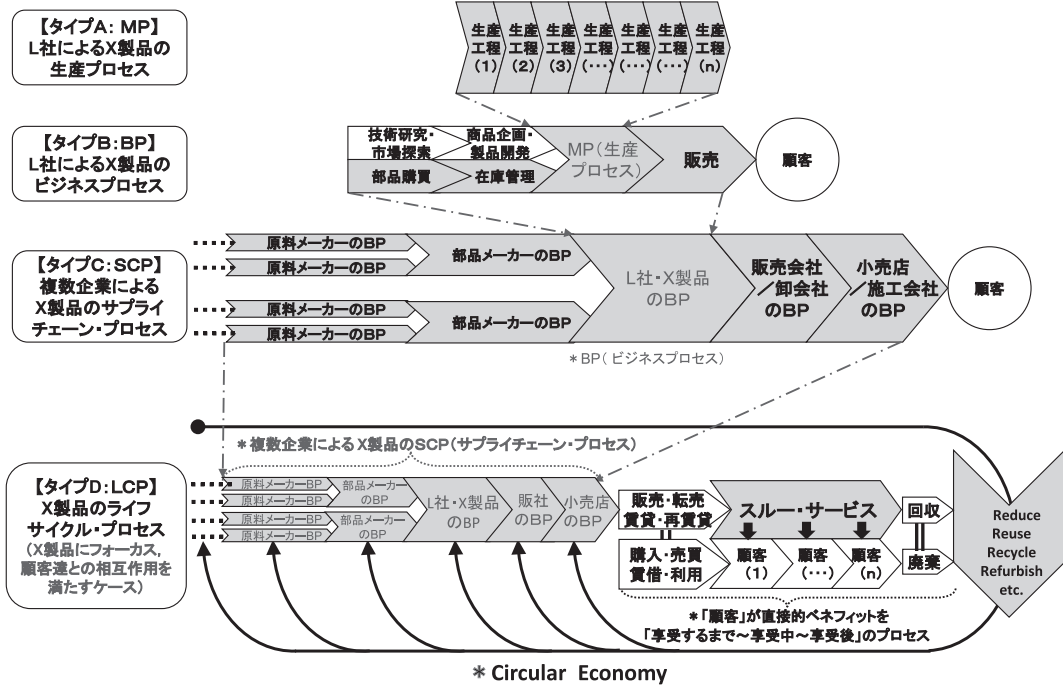 【タイプA:MP】
L社によるX製品の
生産プロセス
生産
工程
(1)
生産
工程
(2)
生産
工程
(3)
生産
工程
(…)
生産
工程
(…)
生産
工程
(…)
生産
工程
(n)
【タイプB:BP】
L社によるX製品の
ビジネスプロセス
技術研究・
市場探索
商品企画・
製品開発
部品購買
在庫管理
MP(生産
プロセス)
販売
顧客
【タイプC:SCP】
複数企業による
X製品のサプライ
チェーン・プロセス
原料メーカーのBP
原料メーカーのBP
原料メーカーのBP
原料メーカーのBP
部品メーカーのBP
部品メーカーのBP
L社・X製品
のBP
販売会社
/卸会社
のBP
小売店
/施工会社
のBP
顧客
*BP(ビジネスプロセス)
*複数企業によるX製品のSCP(サプライチェーン・プロセス)
【タイプD:LCP】
X製品のライフ
サイクル・プロセス
(X製品にフォーカス,
顧客達との相互作用を
満たすケース)
原料メーカーBP
原料メーカーBP
原料メーカーBP
原料メーカーBP
部品メーカー
のBP
部品メーカー
のBP
L社・X製品
のBP
販社
のBP
小売店
のBP
販売・転売
賃貸・再賃貸
購入・売買
賃借・利用
スルー・サービス
顧客
(1)
顧客
(…)
顧客
(n)
回収
廃棄
Reduce
Reuse
Recycle
Refurbish
etc.
*「顧客」が直接的ベネフィットを
「享受するまで~享受中~享受後」のプロセス
* Circular Economy